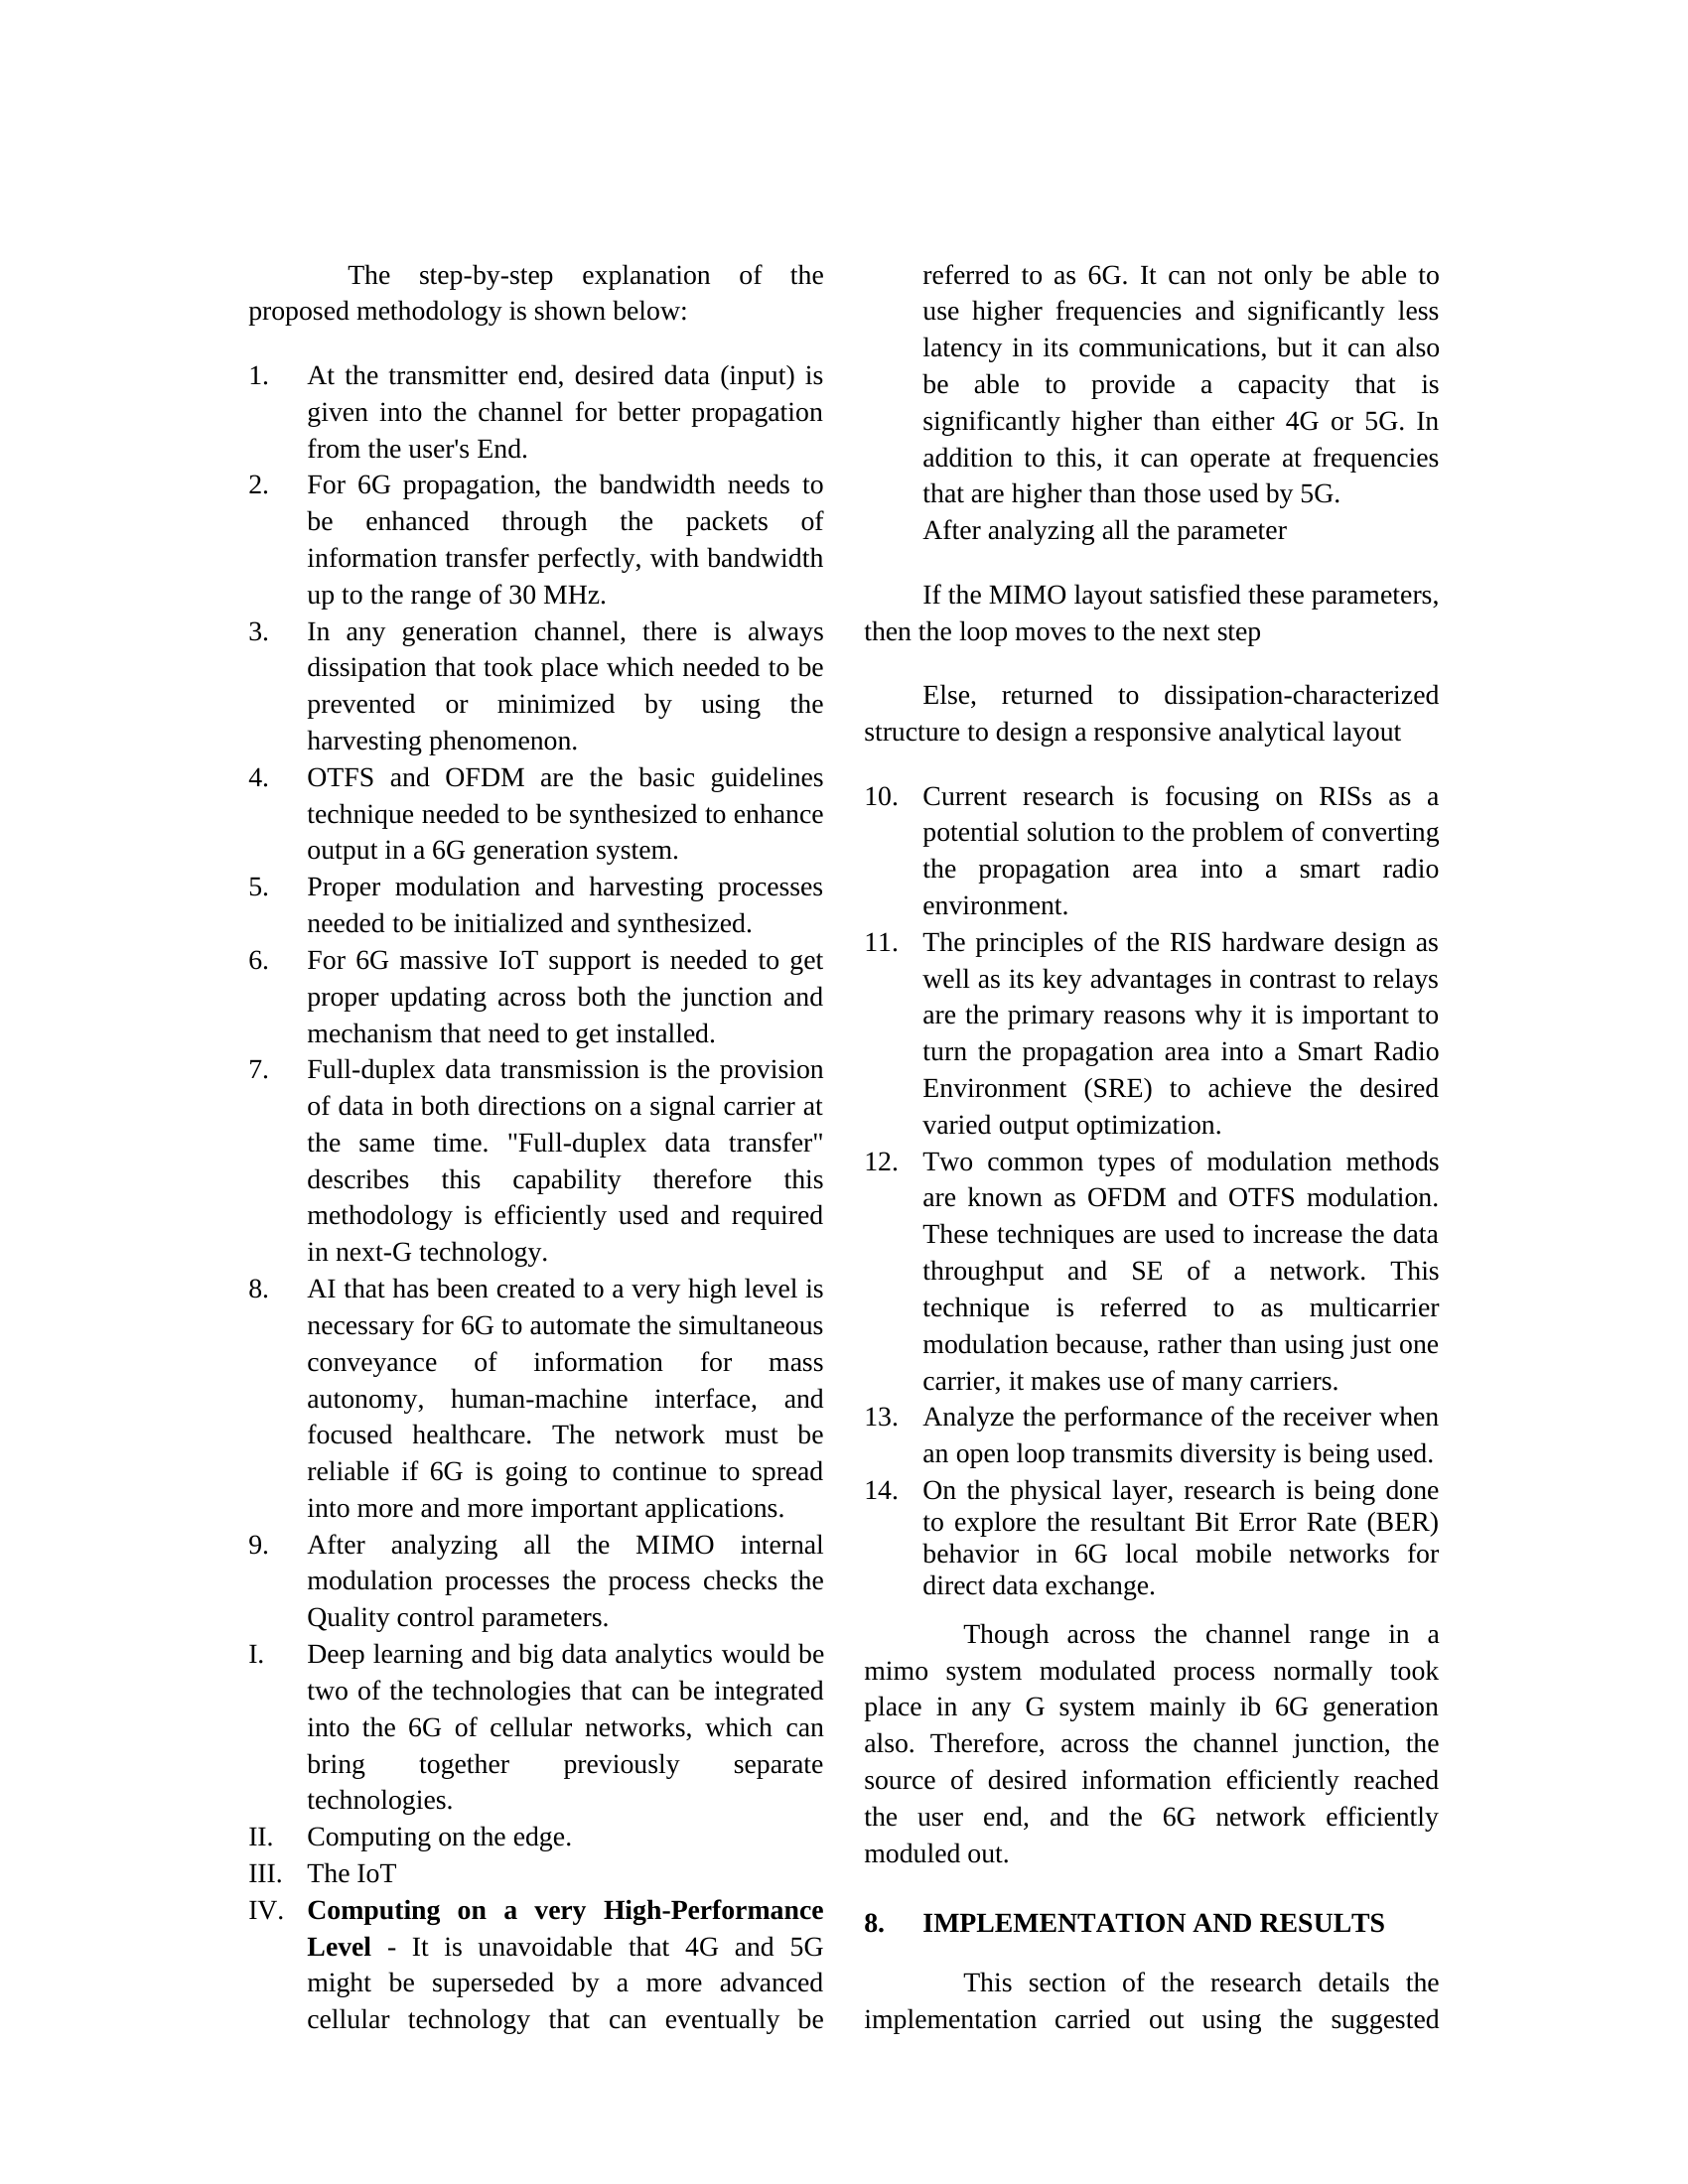 The step-by-step explanation of the
proposed methodology is shown below:
1. At the transmitter end, desired data (input) is
given into the channel for better propagation
from the user's End.
2. For 6G propagation, the bandwidth needs to
be enhanced through the packets of
information transfer perfectly, with bandwidth
up to the range of 30 MHz.
3. In any generation channel, there is always
dissipation that took place which needed to be
prevented or minimized by using the
harvesting phenomenon.
4. OTFS and OFDM are the basic guidelines
technique needed to be synthesized to enhance
output in a 6G generation system.
5. Proper modulation and harvesting processes
needed to be initialized and synthesized.
6. For 6G massive IoT support is needed to get
proper updating across both the junction and
mechanism that need to get installed.
7. Full-duplex data transmission is the provision
of data in both directions on a signal carrier at
the same time. "Full-duplex data transfer"
describes this capability therefore this
methodology is efficiently used and required
in next-G technology.
8. AI that has been created to a very high level is
necessary for 6G to automate the simultaneous
conveyance of information for mass
autonomy, human-machine interface, and
focused healthcare. The network must be
reliable if 6G is going to continue to spread
into more and more important applications.
9. After analyzing all the MIMO internal
modulation processes the process checks the
Quality control parameters.
I. Deep learning and big data analytics would be
two of the technologies that can be integrated
into the 6G of cellular networks, which can
bring together previously separate
technologies.
II. Computing on the edge.
III. The IoT
IV. Computing on a very High-Performance
Level - It is unavoidable that 4G and 5G
might be superseded by a more advanced
cellular technology that can eventually be
referred to as 6G. It can not only be able to
use higher frequencies and significantly less
latency in its communications, but it can also
be able to provide a capacity that is
significantly higher than either 4G or 5G. In
addition to this, it can operate at frequencies
that are higher than those used by 5G.
After analyzing all the parameter
If the MIMO layout satisfied these parameters,
then the loop moves to the next step
Else, returned to dissipation-characterized
structure to design a responsive analytical layout
10. Current research is focusing on RISs as a
potential solution to the problem of converting
the propagation area into a smart radio
environment.
11. The principles of the RIS hardware design as
well as its key advantages in contrast to relays
are the primary reasons why it is important to
turn the propagation area into a Smart Radio
Environment (SRE) to achieve the desired
varied output optimization.
12. Two common types of modulation methods
are known as OFDM and OTFS modulation.
These techniques are used to increase the data
throughput and SE of a network. This
technique is referred to as multicarrier
modulation because, rather than using just one
carrier, it makes use of many carriers.
13. Analyze the performance of the receiver when
an open loop transmits diversity is being used.
14. On the physical layer, research is being done
to explore the resultant Bit Error Rate (BER)
behavior in 6G local mobile networks for
direct data exchange.
Though across the channel range in a
mimo system modulated process normally took
place in any G system mainly ib 6G generation
also. Therefore, across the channel junction, the
source of desired information efficiently reached
the user end, and the 6G network efficiently
moduled out.
8. IMPLEMENTATION AND RESULTS
This section of the research details the
implementation carried out using the suggested